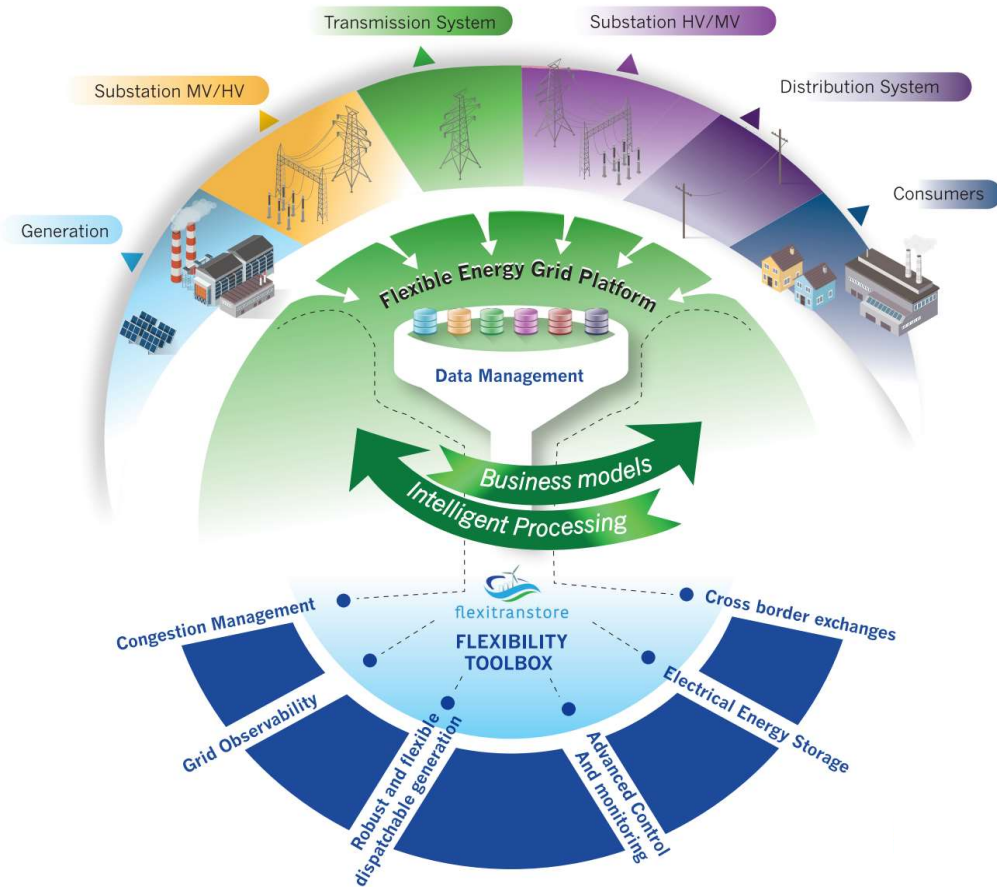 Transmission System
Substation HV/MV
Substation MV/HV
Distribution System
Generation
Consumers
Flexible Energy Grid Platform
Data Management
Business models
Intelligent Processing
flexitranstore
FLEXIBILITY
TOOLBOX
Congestion Management
Grid Observability
Robust and flexible
dispatchable generation
Advanced Control
And monitoring
Electrical Energy Storage
Cross border exchanges